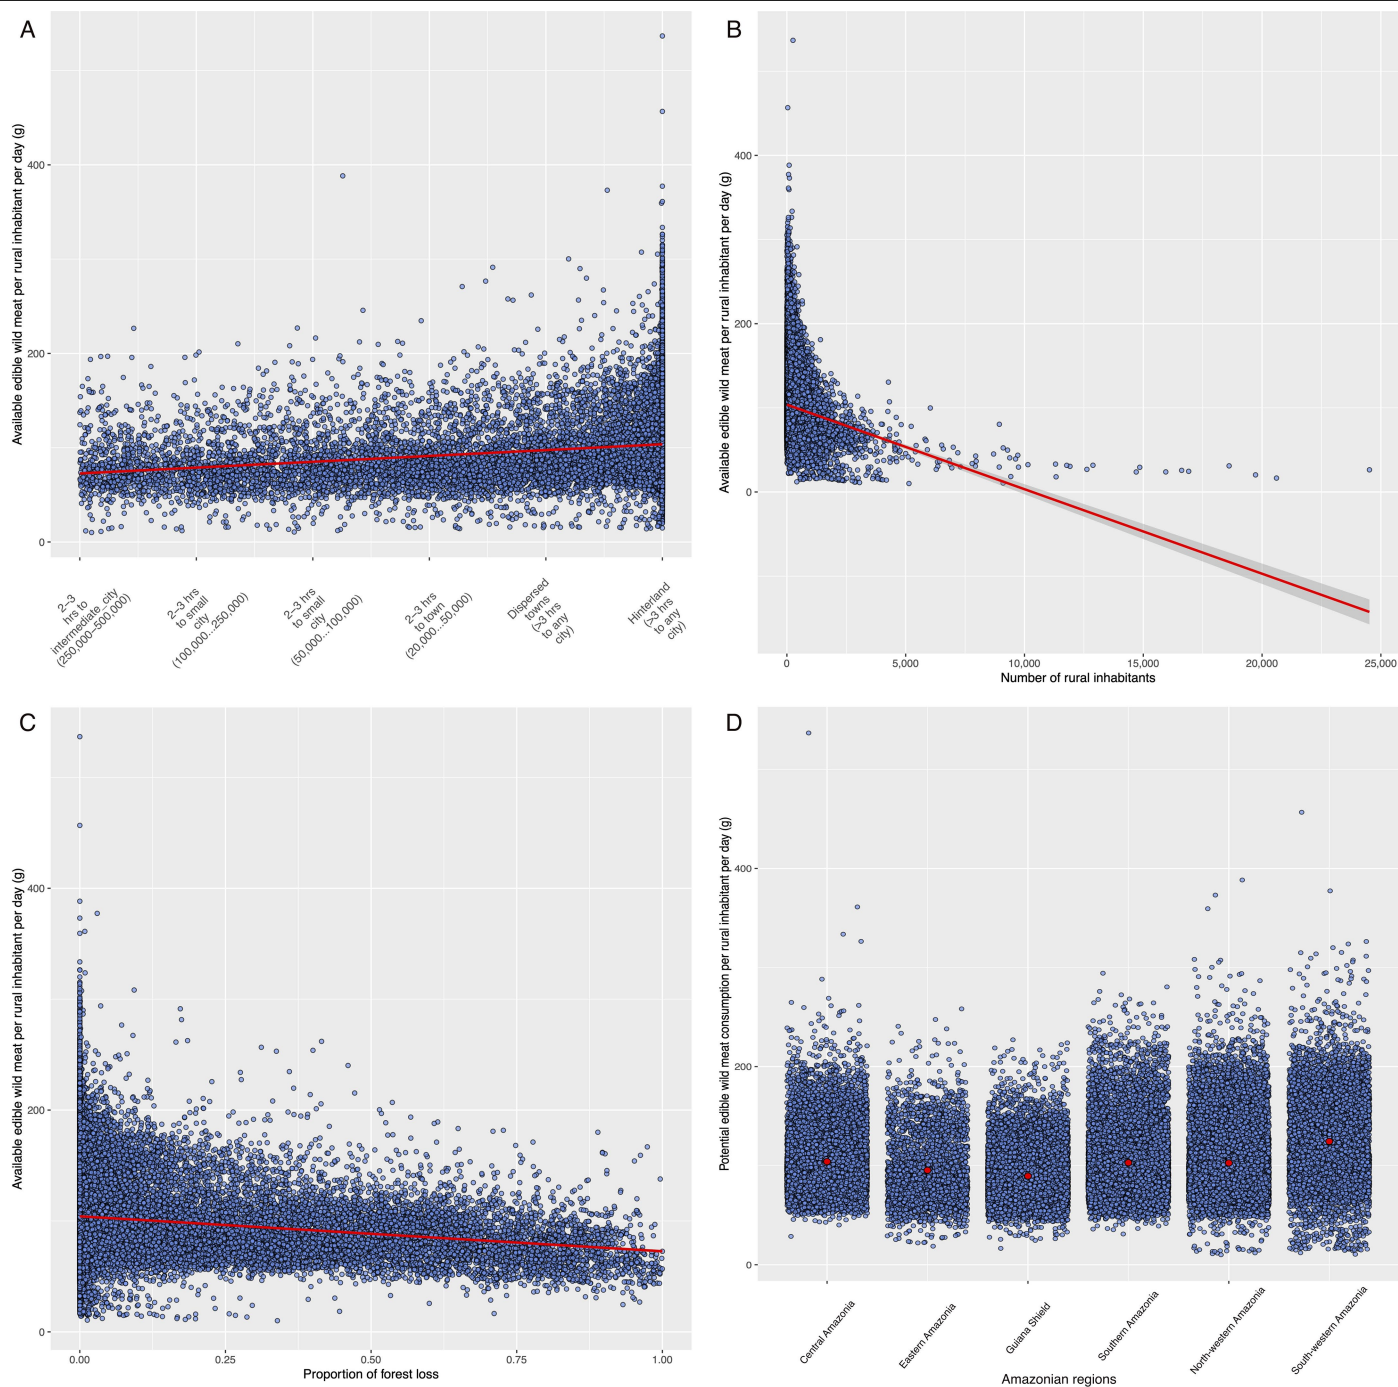 A
Available edible wild meat per rural inhabitant per day (g)
400
200
0
2–3
hrs to
intermediate_city
(250,000–500,000)
2–3 hrs
to small
city
(100,000...250,000)
2–3 hrs
to small
city
(50,000...100,000)
2–3 hrs
to town
(20,000...50,000)
Dispersed
towns
(>3 hrs
to any
city)
Hinterland
(>3 hrs
to any
city)
B
Available edible wild meat per rural inhabitant per day (g)
400
200
0
0 5,000 10,000 15,000 20,000 25,000
Number of rural inhabitants
C
Available edible wild meat per rural inhabitant per day (g)
400
200
0
0.00 0.25 0.50 0.75 1.00
Proportion of forest loss
D
Potential edible wild meat consumption per rural inhabitant per day (g)
400
200
0
Central Amazonia
Eastern Amazonia
Guiana Shield
Southern Amazonia
North-western Amazonia
South-western Amazonia
Amazonian regions